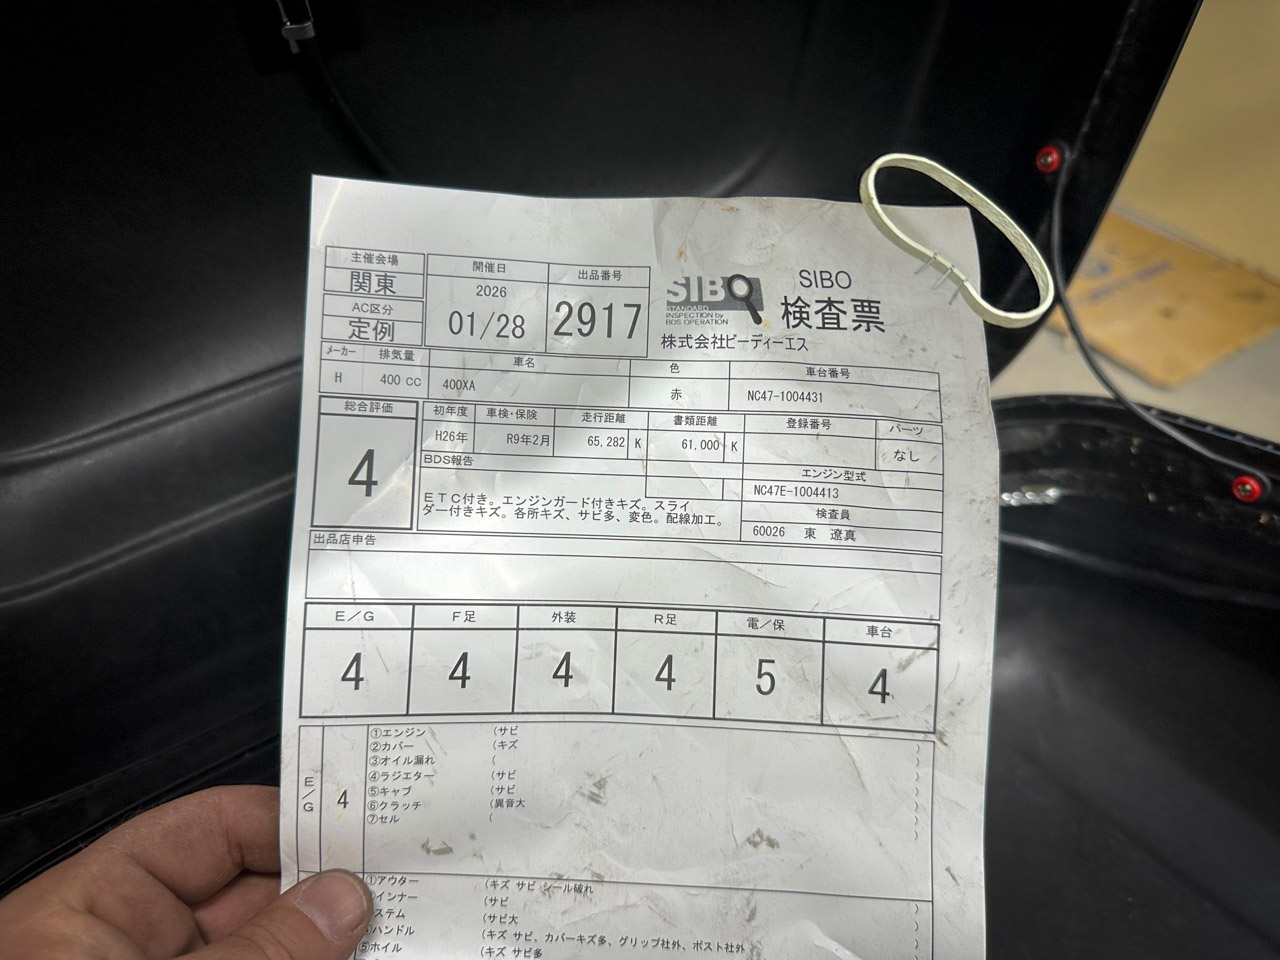 主催会場
関東
AC区分
定例
開催日
2026
01/28
出品番号
2917
SIBO
STANDARD
INSPECTION by
BDS OPERATION
SIBO
検査票
株式会社ビーディーエス
メーカー 排気量 車名 色 車台番号
H 400 cc 400XA 赤 NC47-1004431
総合評価
4
初年度 車検・保険 走行距離 書類距離 登録番号 パーツ
H26年 R9年2月 65,282 K 61,000 K なし
BDS報告
ETC付き。エンジンガード付きキズ。スライ
ダー付きキズ。各所キズ、サビ多、変色。配線加工。
エンジン型式
NC47E-1004413
検査員
60026 東 遼真
出品店申告
E/G F足 外装 R足 電/保 車台
4 4 4 4 5 4
E/G
4
①エンジン (サビ )
②カバー (キズ )
③オイル漏れ ( )
④ラジエター (サビ )
⑤キャブ (サビ )
⑥クラッチ (異音大 )
⑦セル ( )
①アウター (キズ サビ シール破れ
インナー (サビ )
ステム (サビ大 )
ハンドル (キズ サビ、カバーキズ多、グリップ社外、ポスト社外 )
⑤ホイル (キズ サビ多 )